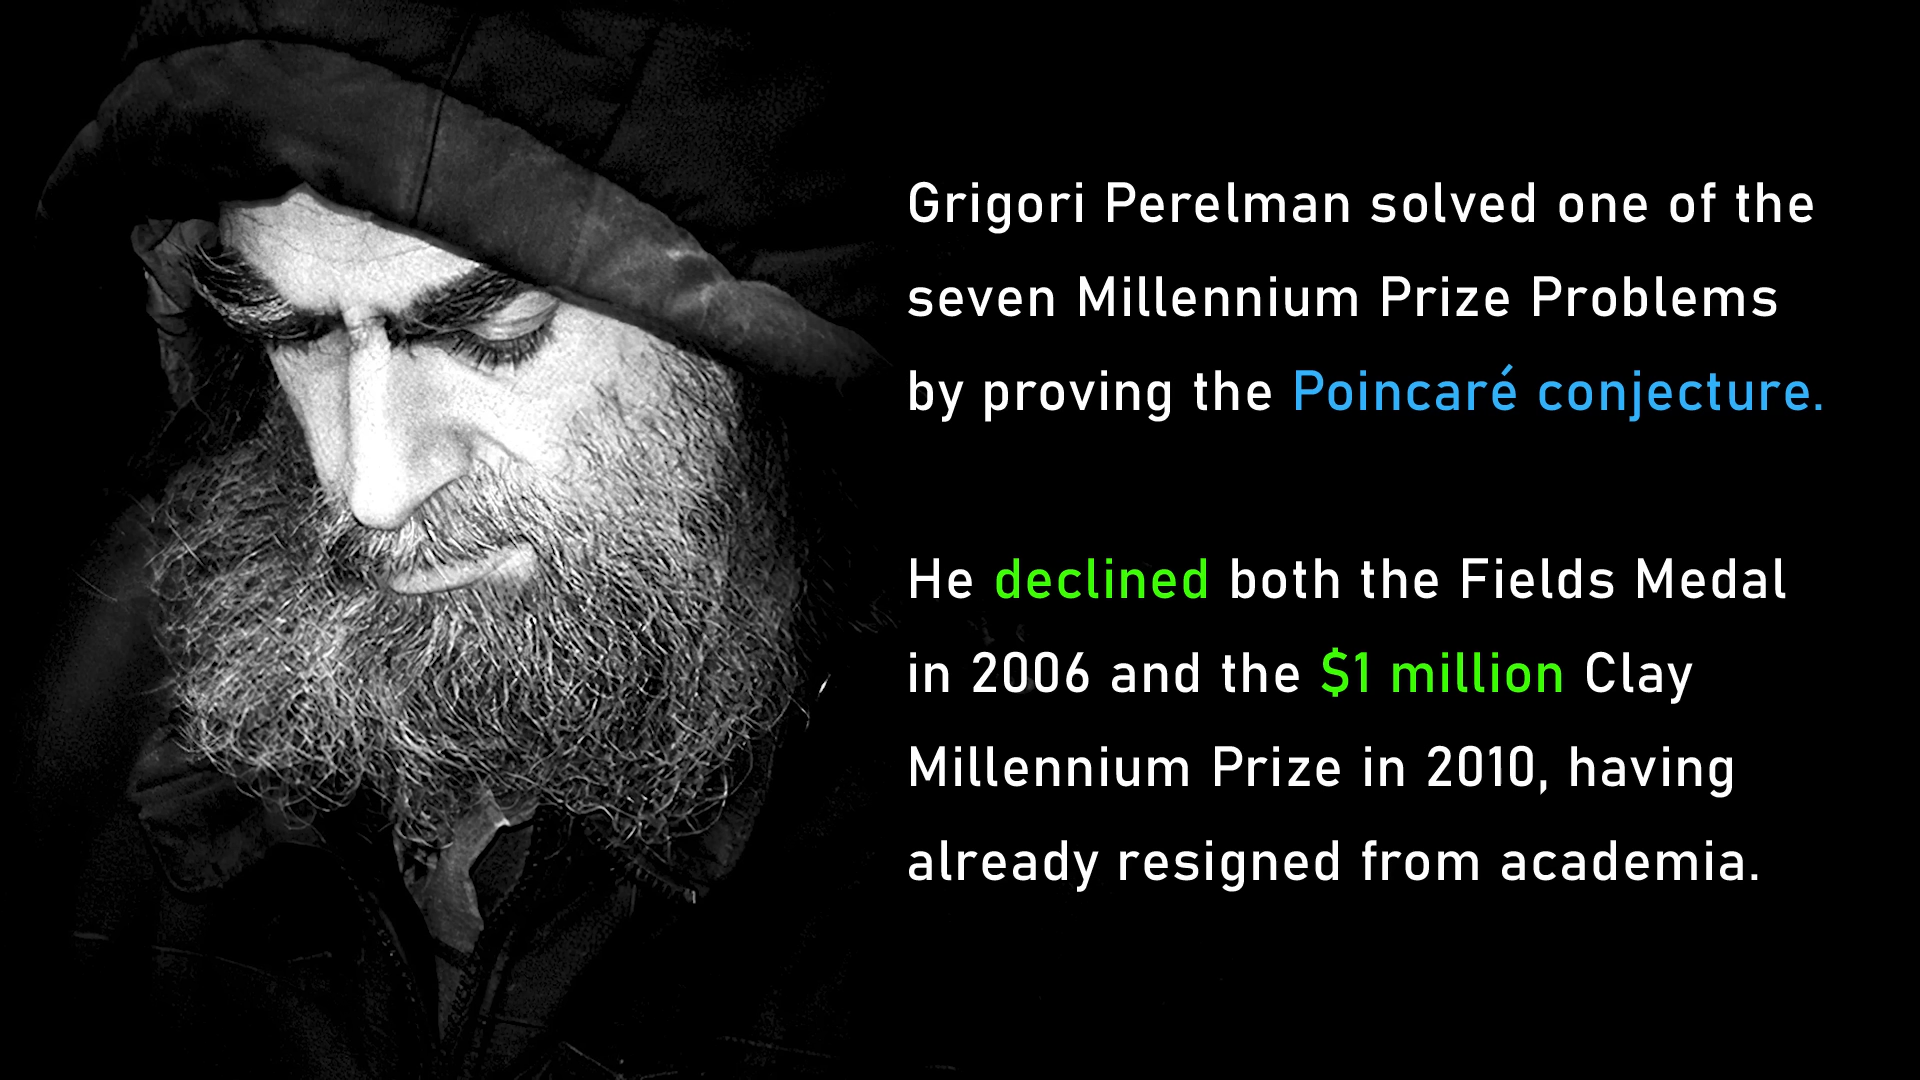 Grigori Perelman solved one of the
seven Millennium Prize Problems
by proving the Poincaré conjecture.
He declined both the Fields Medal
in 2006 and the $1 million Clay
Millennium Prize in 2010, having
already resigned from academia.